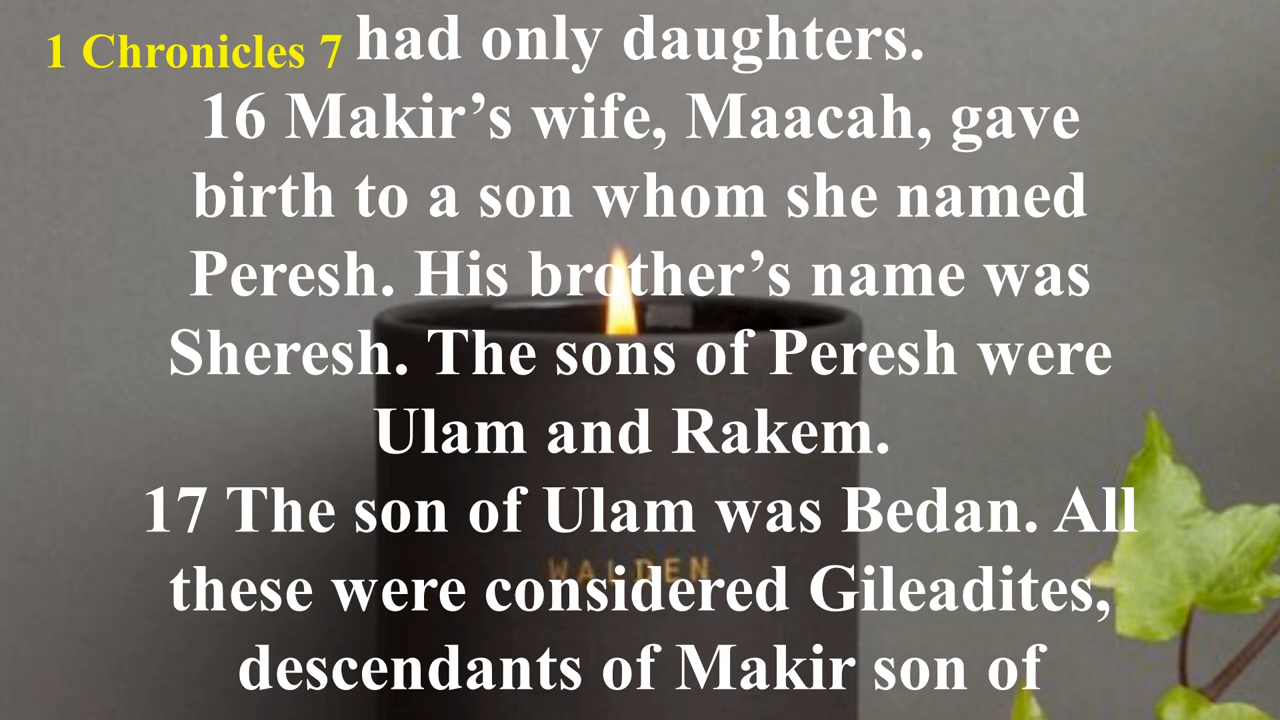 1 Chronicles 7
had only daughters.
16 Makir’s wife, Maacah, gave
birth to a son whom she named
Peresh. His brother’s name was
Sheresh. The sons of Peresh were
Ulam and Rakem.
17 The son of Ulam was Bedan. All
these were considered Gileadites,
descendants of Makir son of
WALDEN